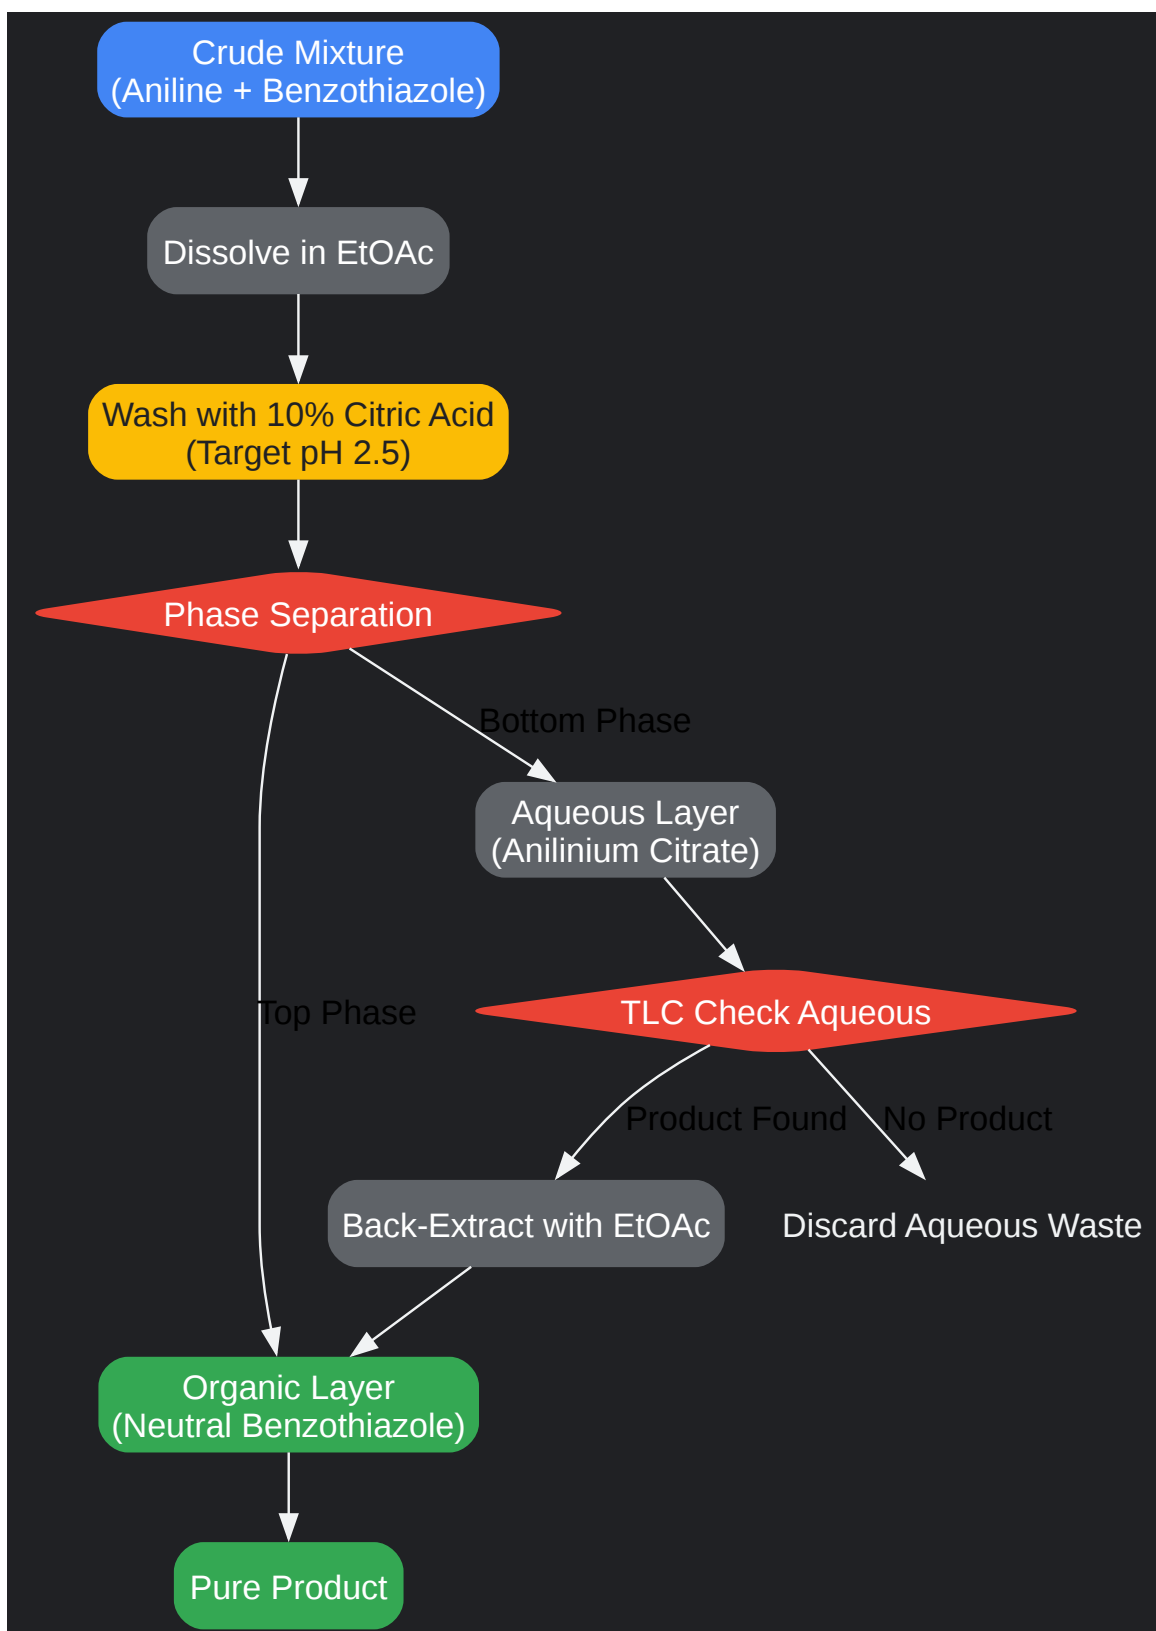 Crude Mixture
(Aniline + Benzothiazole)
Dissolve in EtOAc
Wash with 10% Citric Acid
(Target pH 2.5)
Phase Separation
Bottom Phase
Aqueous Layer
(Anilinium Citrate)
Top Phase
TLC Check Aqueous
Product Found
No Product
Back-Extract with EtOAc
Discard Aqueous Waste
Organic Layer
(Neutral Benzothiazole)
Pure Product